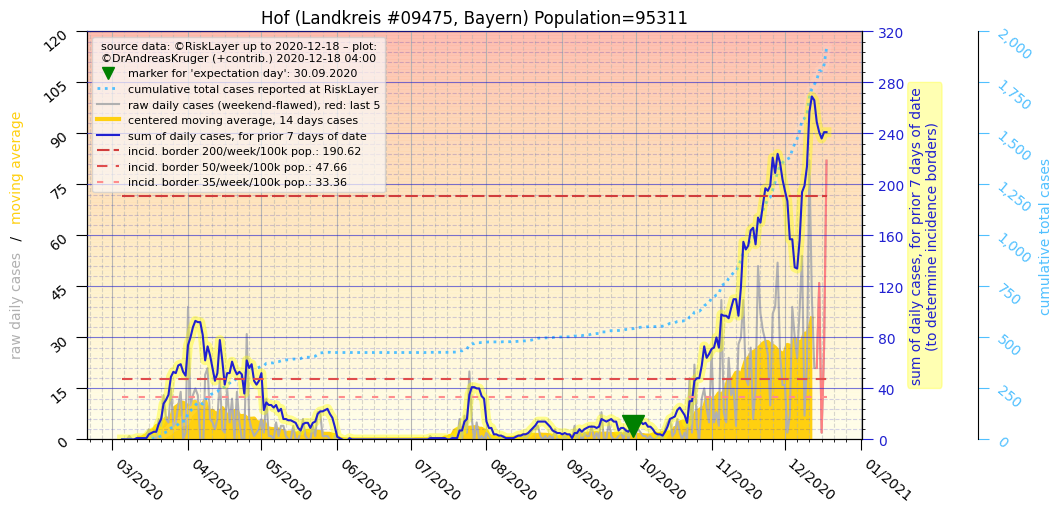 Hof (Landkreis #09475, Bayern) Population=95311
source data: ©RiskLayer up to 2020-12-18 – plot:
©DrAndreasKruger (+contrib.) 2020-12-18 04:00
marker for 'expectation day': 30.09.2020
cumulative total cases reported at RiskLayer
raw daily cases (weekend-flawed), red: last 5
centered moving average, 14 days cases
sum of daily cases, for prior 7 days of date
incid. border 200/week/100k pop.: 190.62
incid. border 50/week/100k pop.: 47.66
incid. border 35/week/100k pop.: 33.36
raw daily cases / moving average
120
105
90
75
60
45
30
15
0
03/2020
04/2020
05/2020
06/2020
07/2020
08/2020
09/2020
10/2020
11/2020
12/2020
01/2021
320
280
240
200
160
120
80
40
0
sum of daily cases, for prior 7 days of date
(to determine incidence borders)
2,000
1,750
1,500
1,250
1,000
750
500
250
0
cumulative total cases